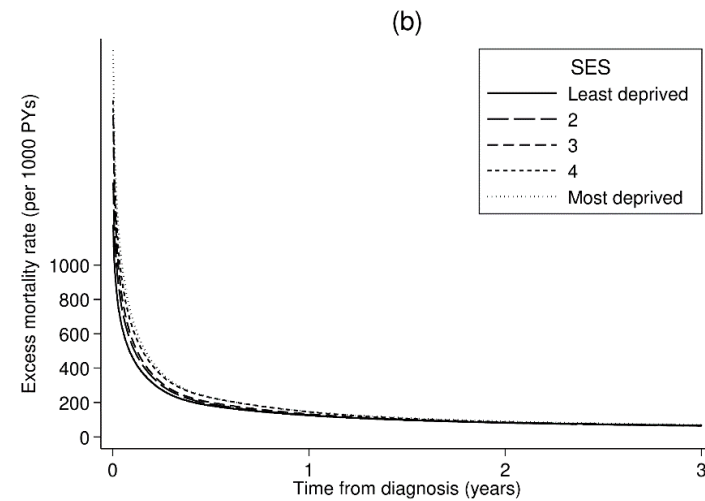 (b)
SES
Least deprived
2
3
4
Most deprived
Excess mortality rate (per 1000 PYs)
1000
800
600
400
200
0
0 1 2 3
Time from diagnosis (years)